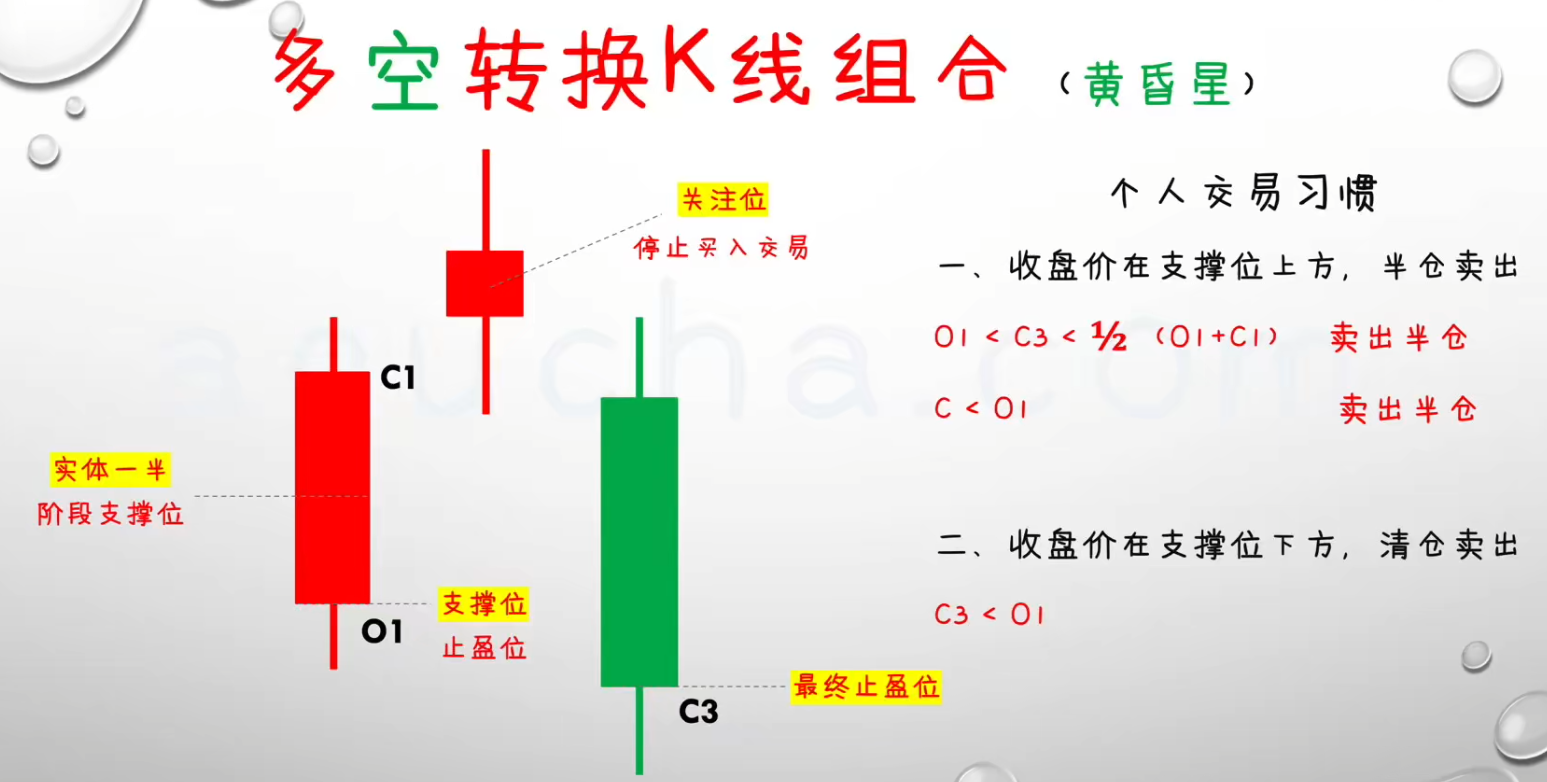 多空转换K线组合（黄昏星）
关注位
停止买入交易
C1
实体一半
阶段支撑位
支撑位
止盈位
O1
最终止盈位
C3
个人交易习惯
一、收盘价在支撑位上方，半仓卖出
O1 < C3 < ½ （O1+C1） 卖出半仓
C < O1 卖出半仓
二、收盘价在支撑位下方，清仓卖出
C3 < O1